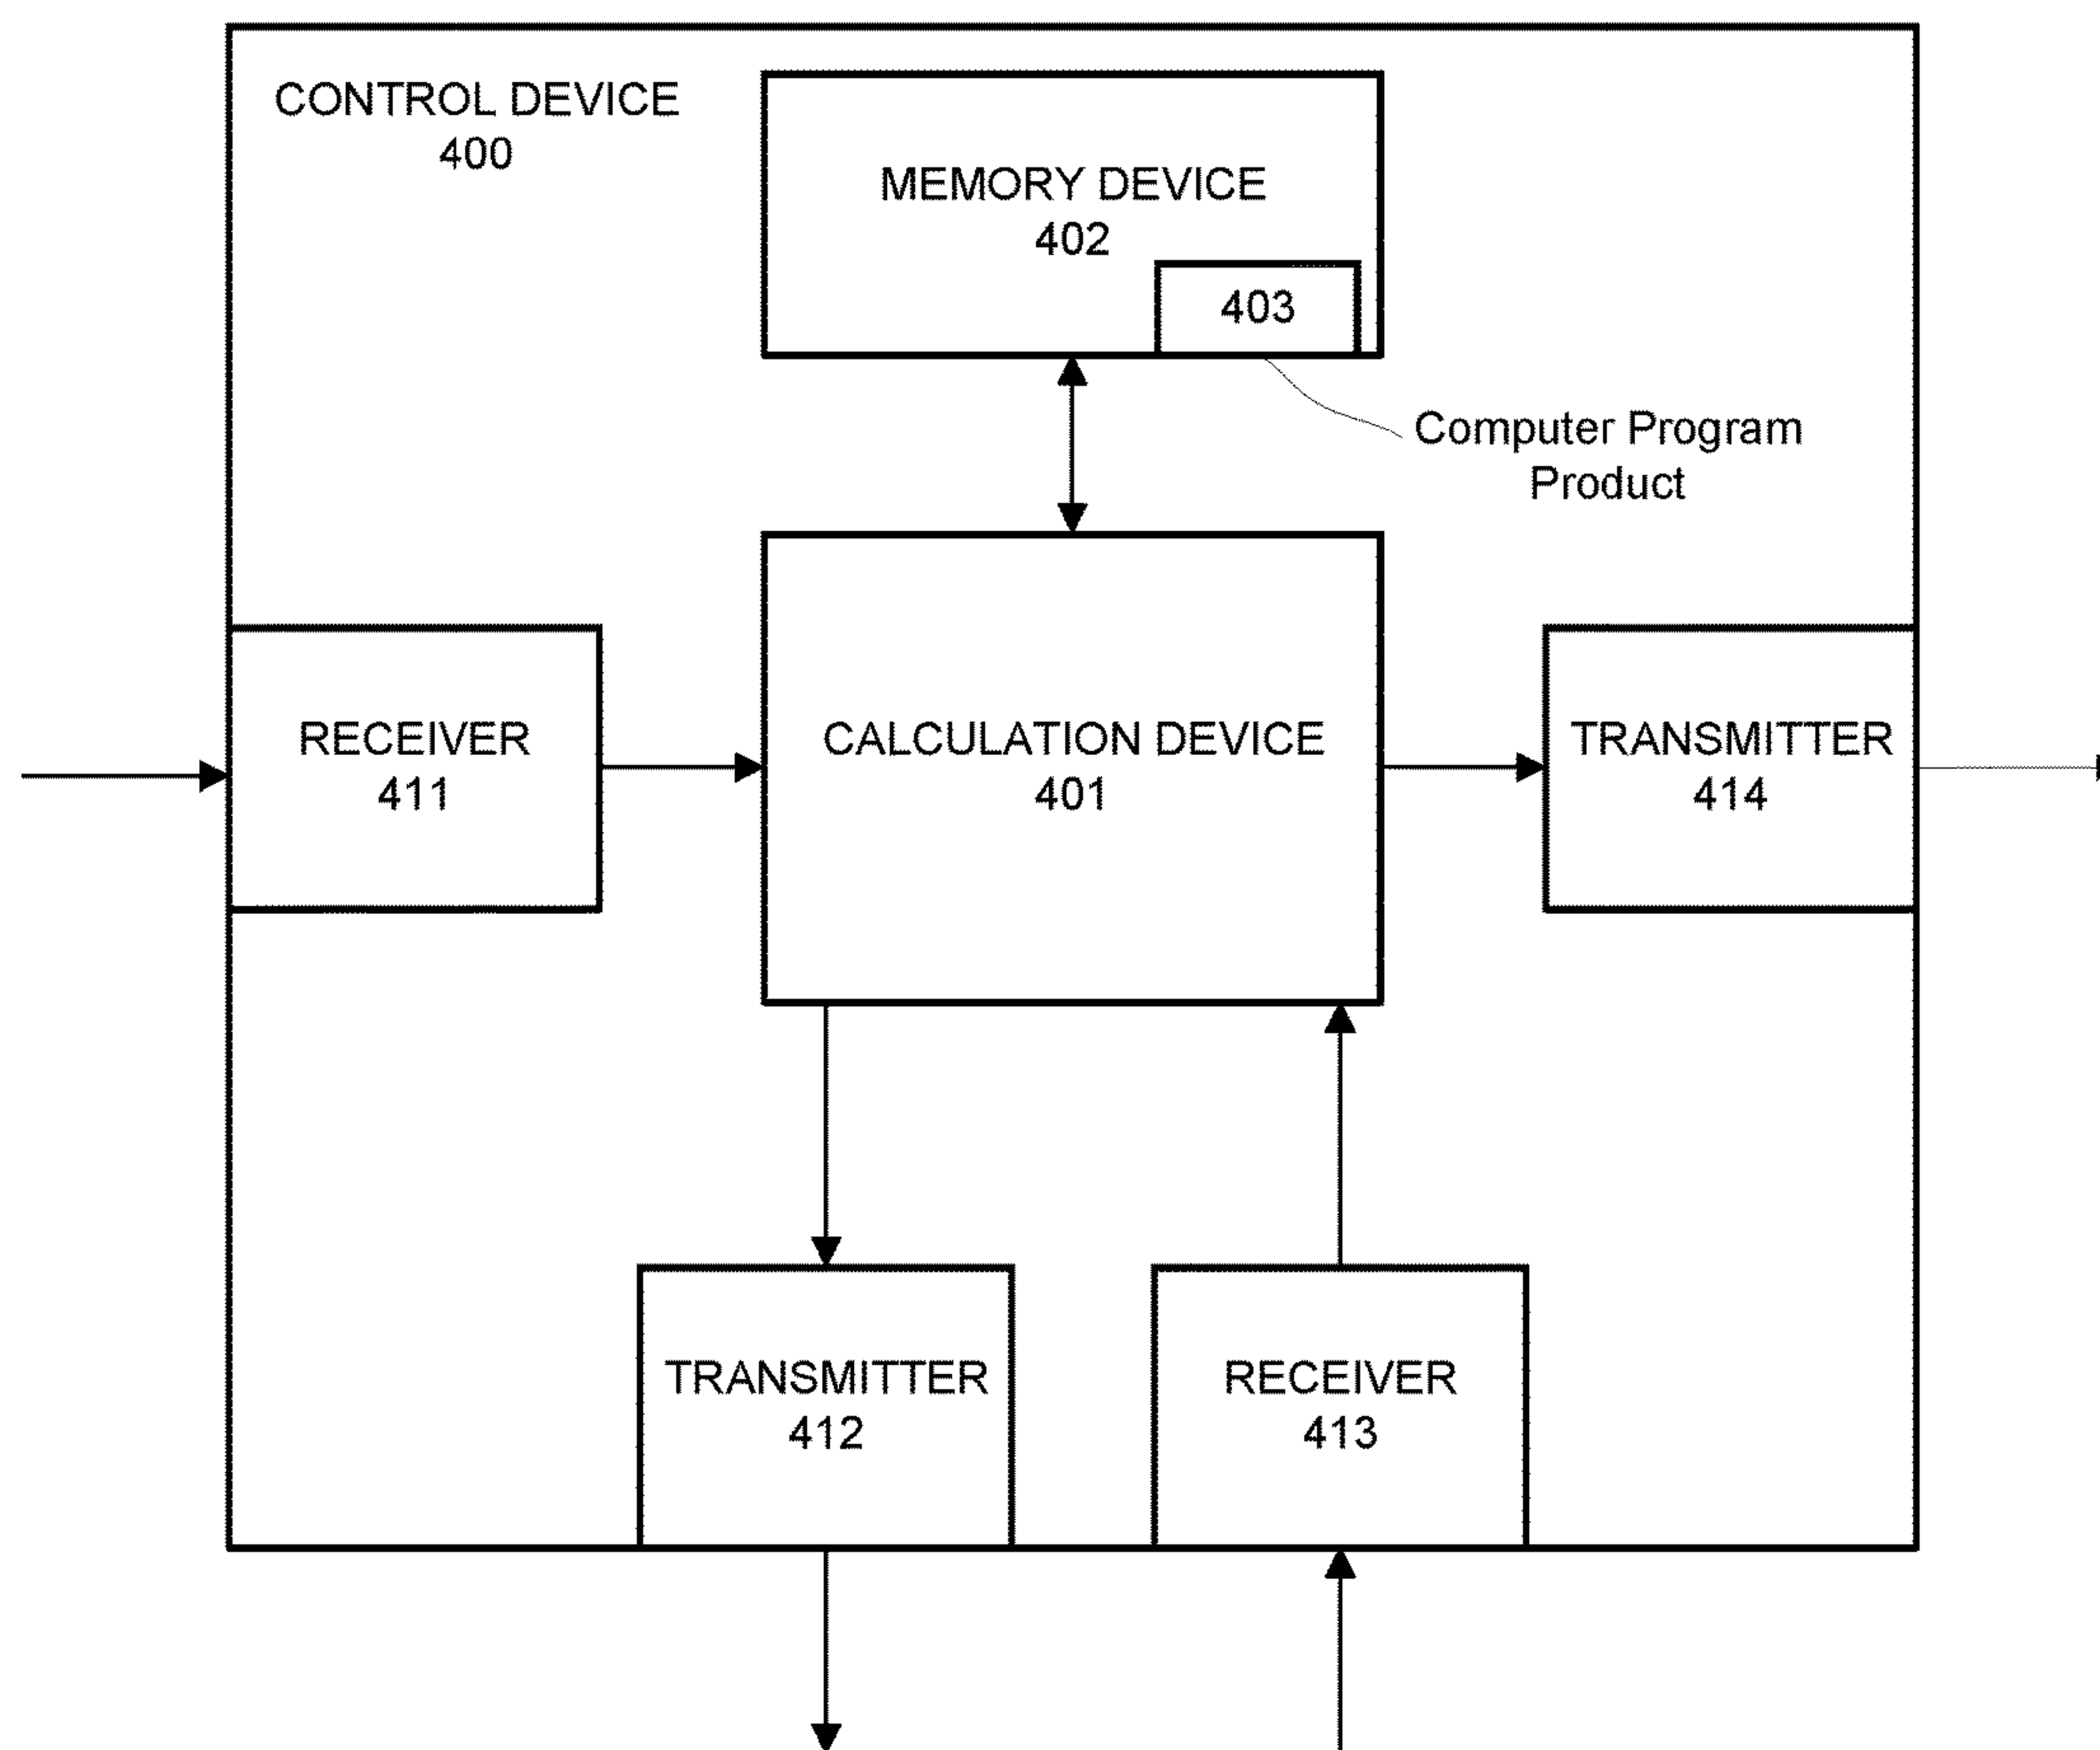 CONTROL DEVICE
400
MEMORY DEVICE
402
403
Computer Program
Product
RECEIVER
411
CALCULATION DEVICE
401
TRANSMITTER
414
TRANSMITTER
412
RECEIVER
413